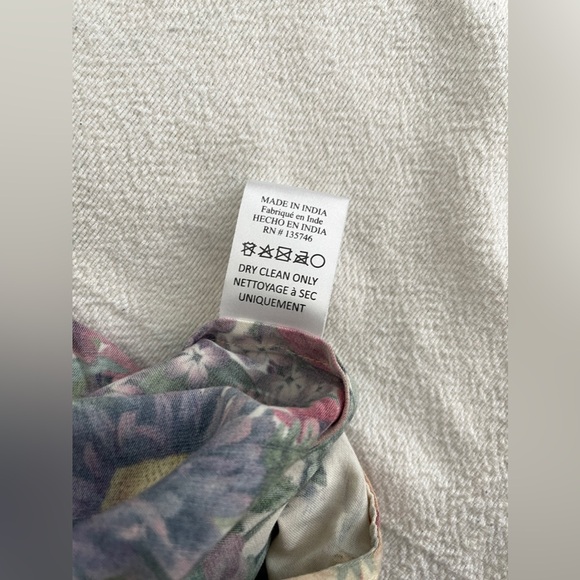 MADE IN INDIA
Fabriqué en Inde
HECHO EN INDIA
RN # 135746
DRY CLEAN ONLY
NETTOYAGE à SEC
UNIQUEMENT